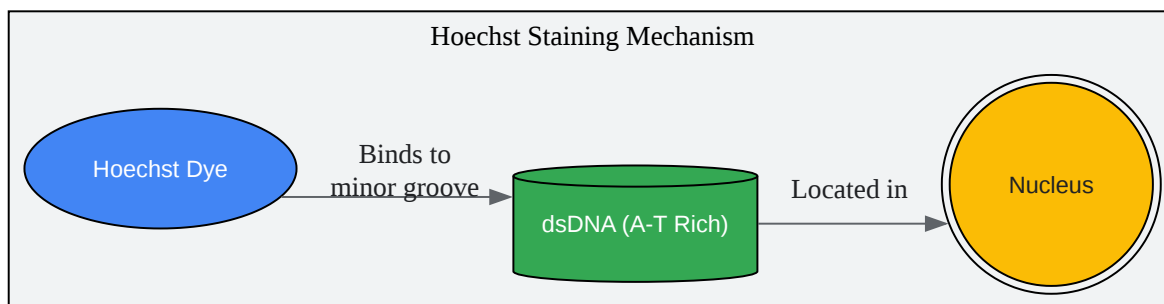 Hoechst Staining Mechanism
Hoechst Dye
Binds to
minor groove
dsDNA (A-T Rich)
Located in
Nucleus